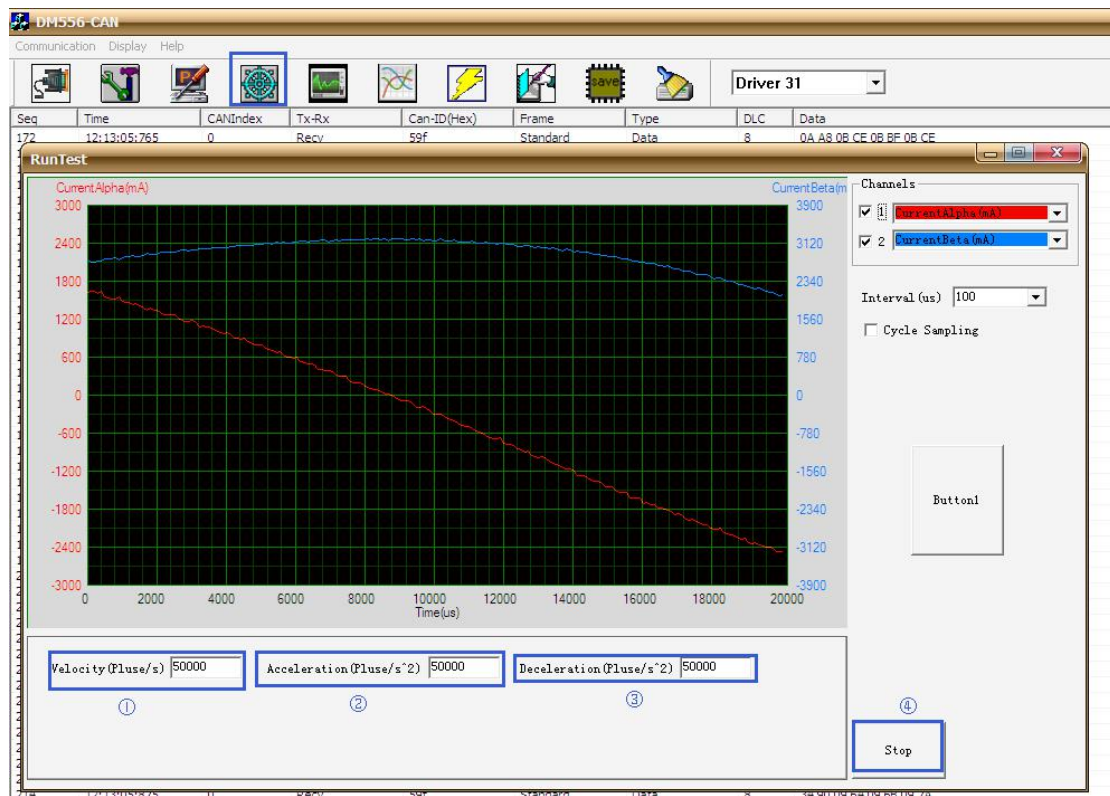 DM556-CAN
Communication Display Help
P
save
Driver 31
Seq Time CANIndex Tx-Rx Can-ID(Hex) Frame Type DLC Data
172 12:13:05:765 0 Recv 59f Standard Data 8 0A A8 0B CE 0B BF 0B CE
RunTest
CurrentAlpha(mA) CurrentBeta(m
3000 3900
2400 3120
1800 2340
1200 1560
600 780
0 0
-600 -780
-1200 -1560
-1800 -2340
-2400 -3120
-3000 -3900
0 2000 4000 6000 8000 10000 12000 14000 16000 18000 20000
Time(us)
Channels
1 CurrentAlpha(mA)
2 CurrentBeta(mA)
Interval(us) 100
Cycle Sampling
Button1
Velocity(Pluse/s) 50000 Acceleration(Pluse/s^2) 50000 Deceleration(Pluse/s^2) 50000
① ② ③ ④
Stop